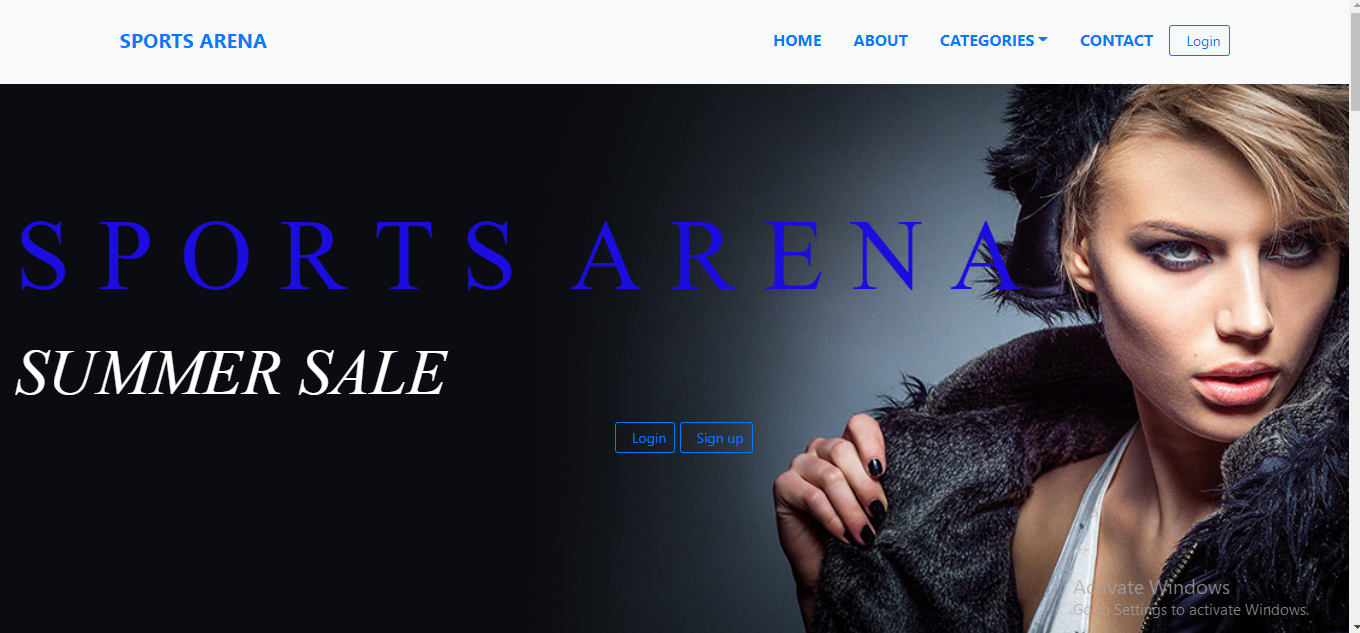 SPORTS ARENA
HOME ABOUT CATEGORIES CONTACT Login
SPORTS ARENA
SUMMER SALE
Login Sign up
Activate Windows
Go to Settings to activate Windows.